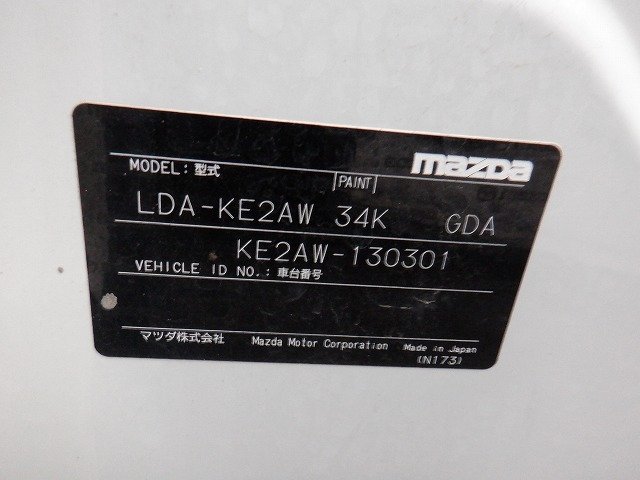 mazda
MODEL:型式
PAINT
LDA-KE2AW 34K GDA
KE2AW-130301
VEHICLE ID NO.:車台番号
マツダ株式会社 Mazda Motor Corporation Made in Japan
(N173)